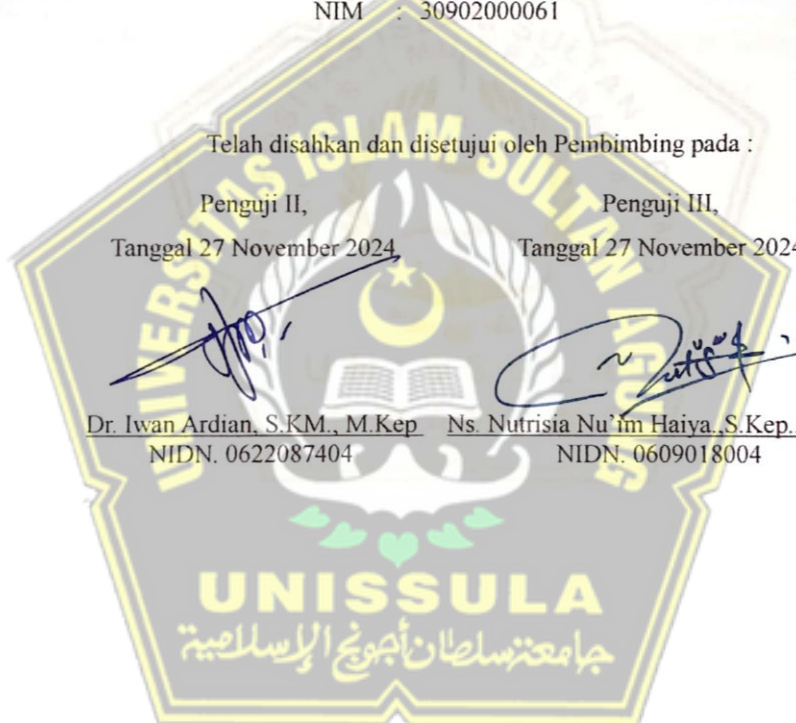 NIM : 30902000061
Telah disahkan dan disetujui oleh Pembimbing pada :
Penguji II, Penguji III,
Tanggal 27 November 2024 Tanggal 27 November 2024
Dr. Iwan Ardian, S.KM., M.Kep Ns. Nutrisia Nu'im Haiya.,S.Kep.,
NIDN. 0622087404 NIDN. 0609018004
UNIVERSITAS ISLAM SULTAN AGUNG
UNISSULA
جامعة سلطان أجونج الإسلامية